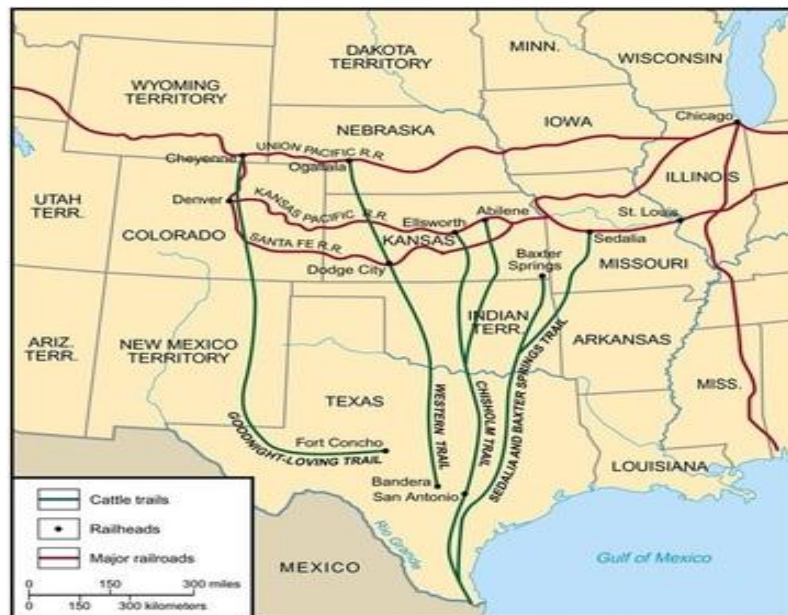 DAKOTA
TERRITORY
MINN.
WISCONSIN
WYOMING
TERRITORY
Chicago
NEBRASKA
IOWA
UNION PACIFIC R.R.
Cheyenne
Ogallala
ILLINOIS
UTAH
TERR.
Denver
KANSAS PACIFIC R.R.
Ellsworth
Abilene
St. Louis
COLORADO
SANTA FE R.R.
KANSAS
Sedalia
Dodge City
Baxter
Springs
MISSOURI
ARIZ.
TERR.
NEW MEXICO
TERRITORY
INDIAN
TERR.
ARKANSAS
MISS.
TEXAS
GOODNIGHT-LOVING TRAIL
WESTERN TRAIL
CHISHOLM TRAIL
SEDALIA AND BAXTER SPRINGS TRAIL
Fort Concho
LOUISIANA
Bandera
San Antonio
Rio Grande
MEXICO
Gulf of Mexico
Cattle trails
Railheads
Major railroads
0 150 300 miles
0 150 300 kilometers